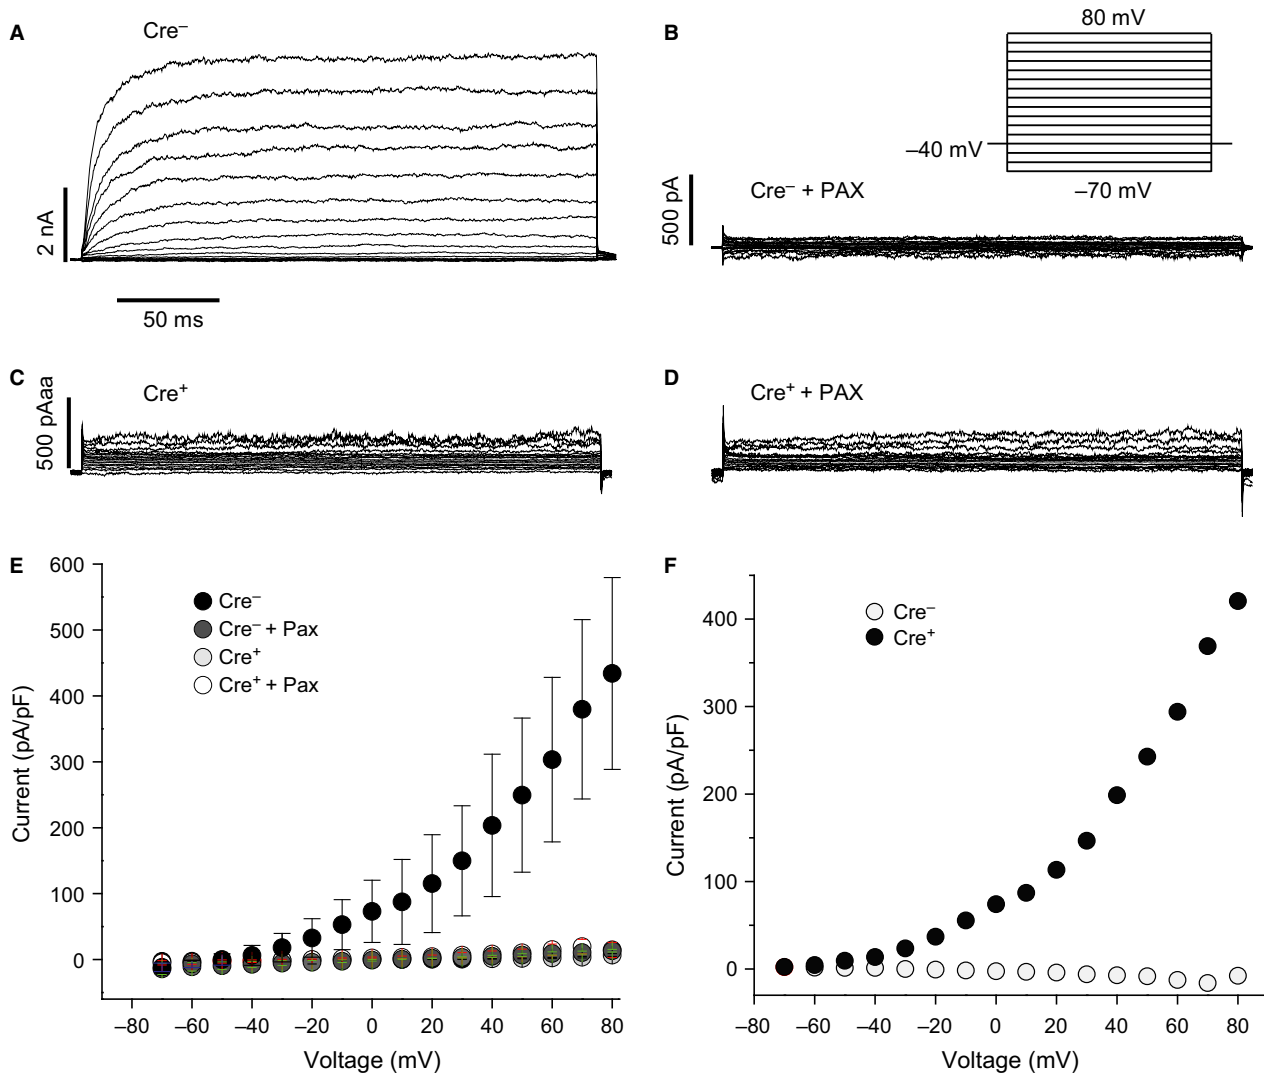 A
Cre–
2 nA
50 ms
B
80 mV
–40 mV
–70 mV
Cre– + PAX
500 pA
C
Cre+
500 pAaa
D
Cre+ + PAX
E
600
500
400
300
200
100
0
Current (pA/pF)
Cre–
Cre– + Pax
Cre+
Cre+ + Pax
–80 –60 –40 –20 0 20 40 60 80
Voltage (mV)
F
400
300
200
100
0
Current (pA/pF)
Cre–
Cre+
–80 –60 –40 –20 0 20 40 60 80
Voltage (mV)